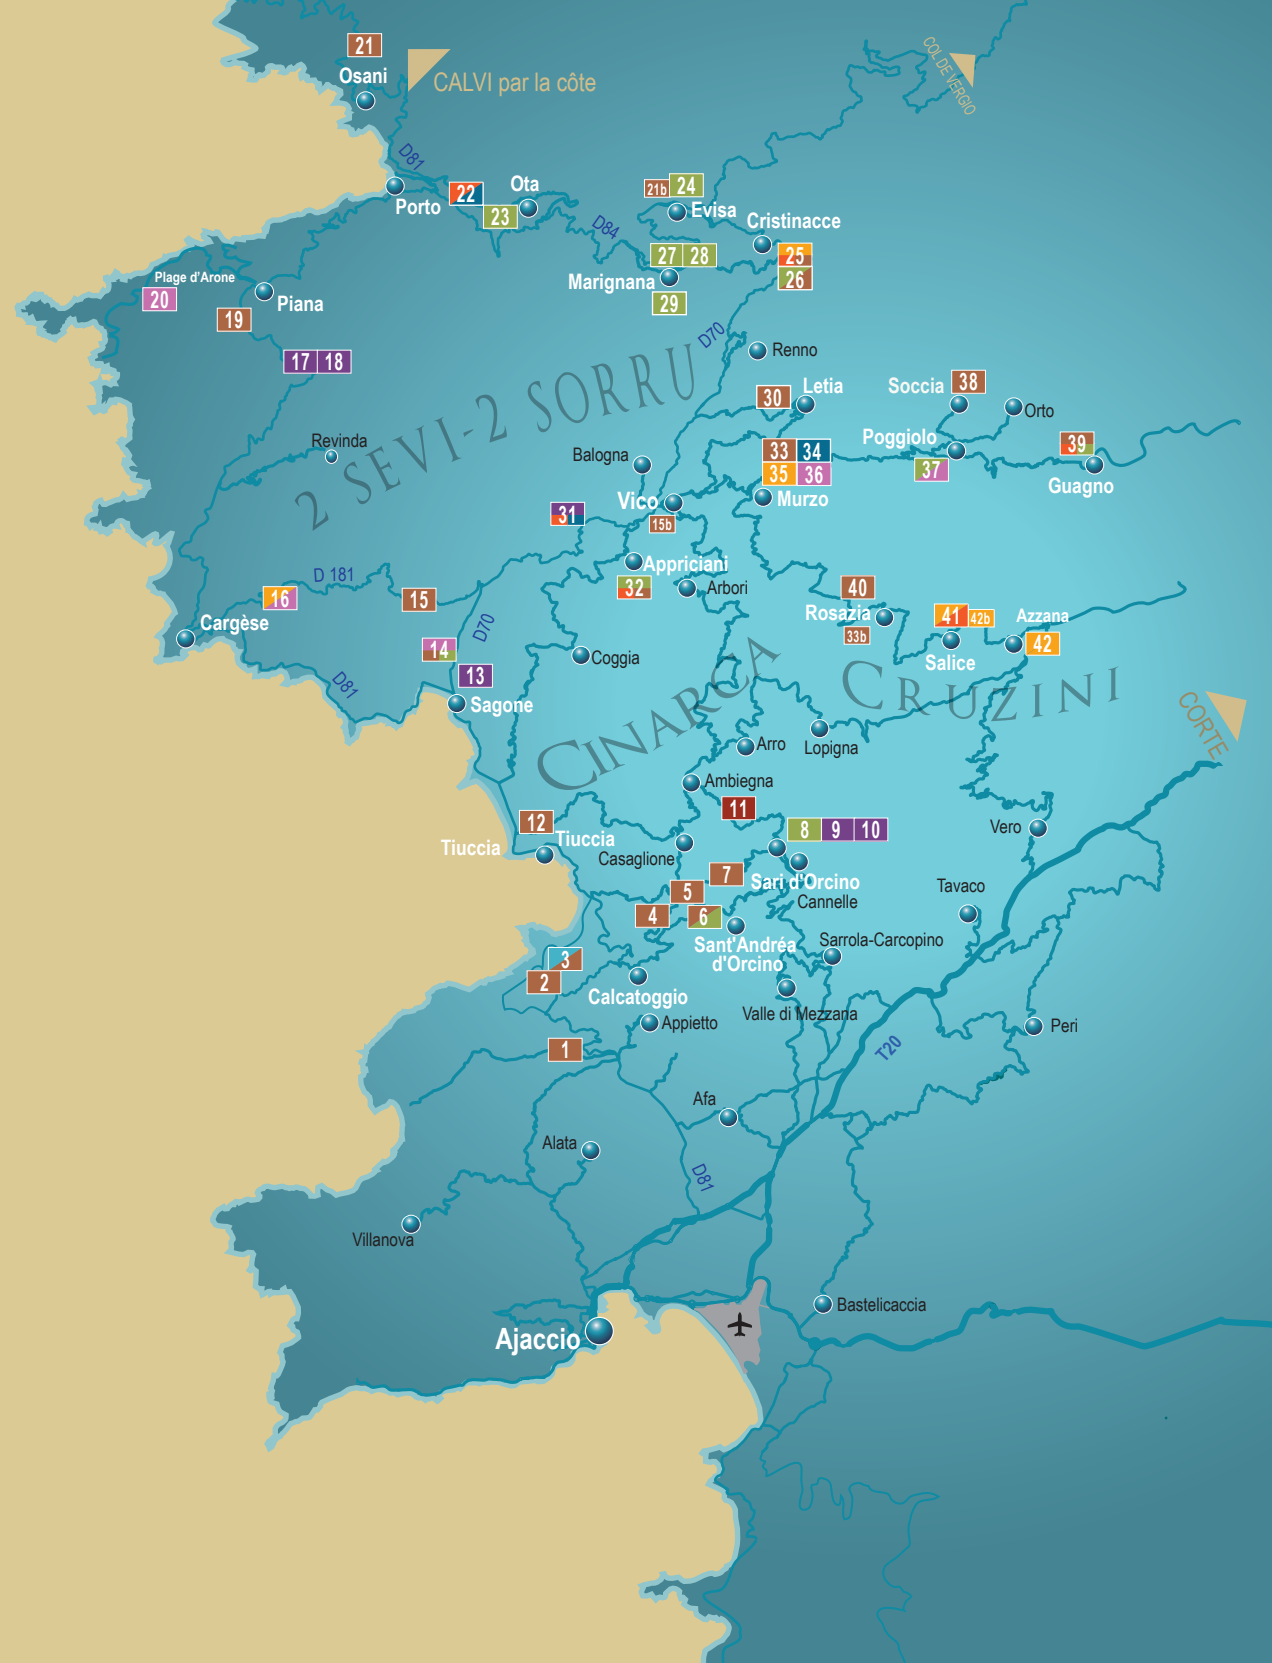 21
Osani
CALVI par la côte
COL DE VERGIO
D81
Porto
22
Ota
23
D84
21b
24
Evisa
Cristinacce
25
26
27
28
Marignana
29
Plage d'Arone
20
Piana
19
17
18
D70
Renno
2 SEVI-2 SORRU
30
Letia
Soccia
38
Orto
Revinda
Balogna
33
34
35
36
Poggiolo
37
39
Guagno
Vico
15b
Murzo
31
Appriciani
32
Arbori
D 181
16
15
Cargèse
D70
40
Rosazia
33b
41
42b
Azzana
42
Salice
14
13
Sagone
D81
Coggia
CINARCA
CRUZINI
CORTE
Arro
Lopigna
Ambiegna
11
12
Tiuccia
Tiuccia
Casaglione
8
9
10
Vero
7
Sari d'Orcino
5
Tavaco
4
6
Cannelle
Sant'Andréa
d'Orcino
Sarrola-Carcopino
3
2
Calcatoggio
Valle di Mezzana
Appietto
Peri
1
T20
Afa
Alata
D81
Villanova
Bastelicaccia
Ajaccio